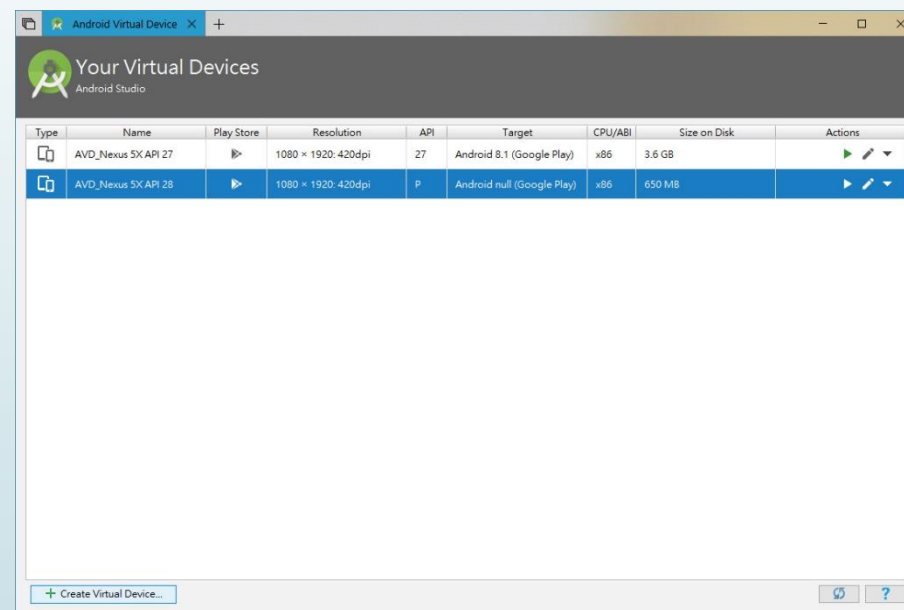 Android Virtual Device
Your Virtual Devices
Android Studio
Type Name Play Store Resolution API Target CPU/ABI Size on Disk Actions
AVD_Nexus 5X API 27 1080 × 1920: 420dpi 27 Android 8.1 (Google Play) x86 3.6 GB
AVD_Nexus 5X API 28 1080 × 1920: 420dpi P Android null (Google Play) x86 650 MB
+ Create Virtual Device...
?